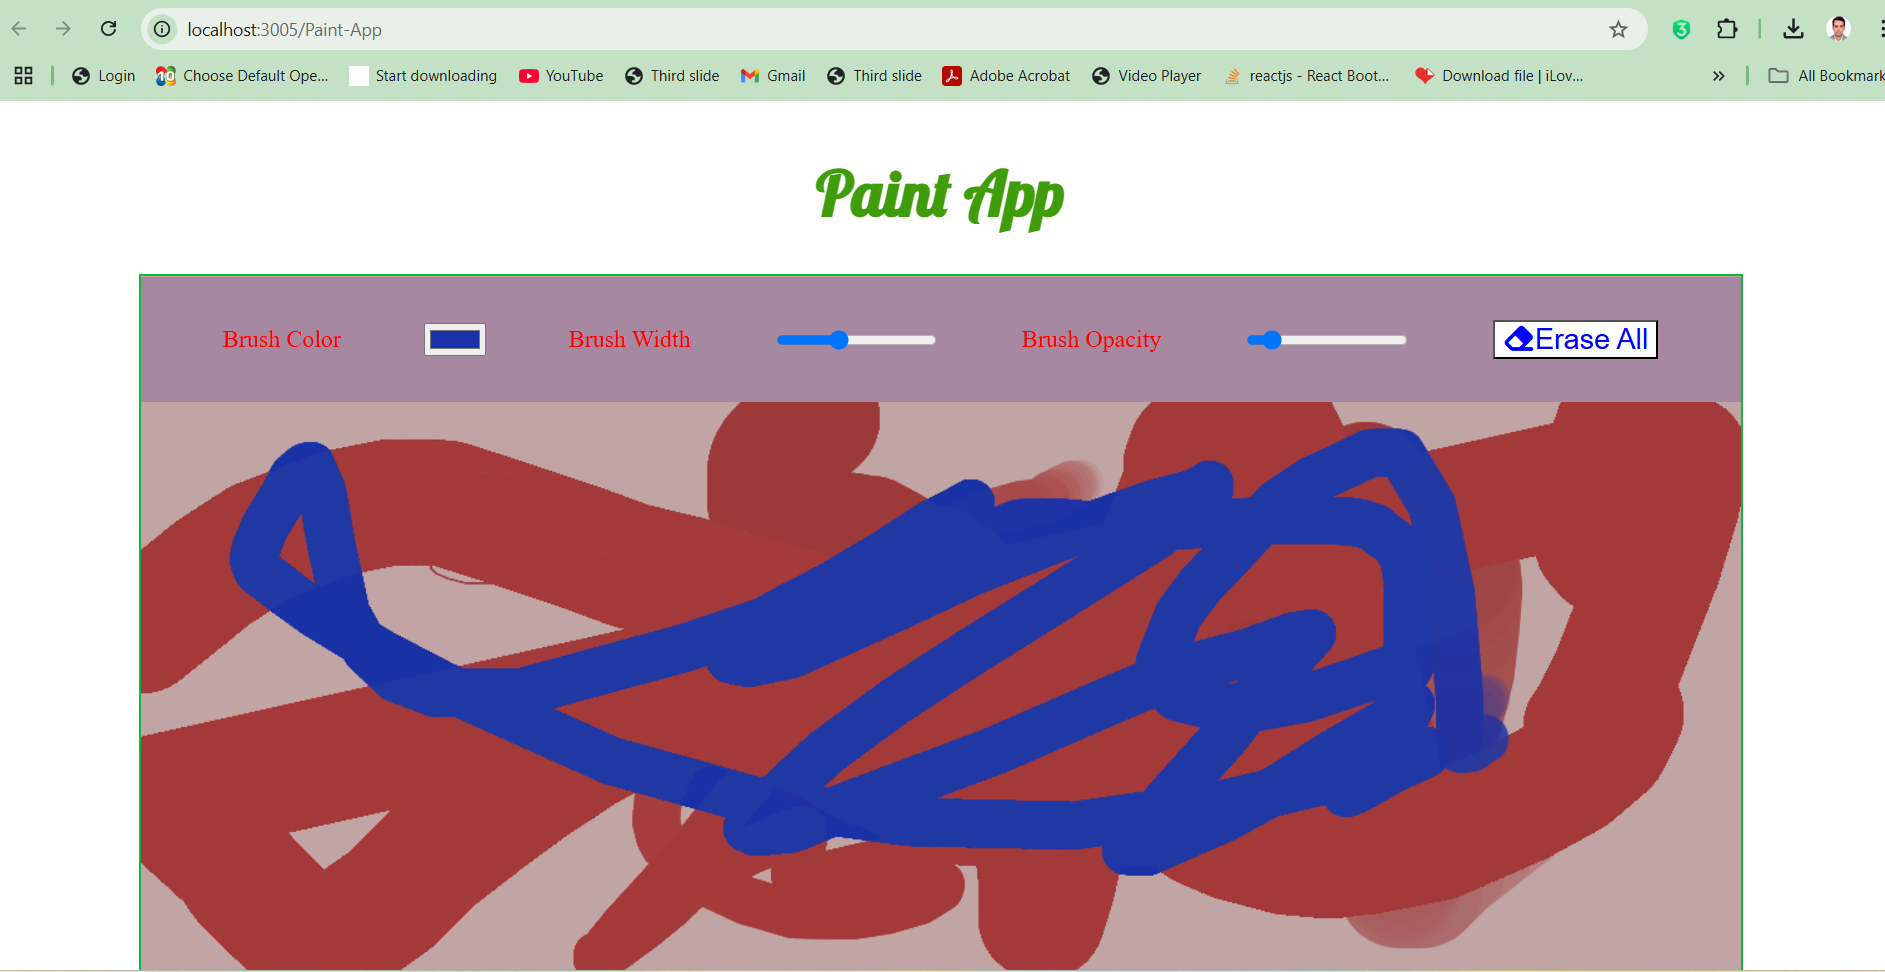 localhost:3005/Paint-App
Login Choose Default Ope... Start downloading YouTube Third slide Gmail Third slide Adobe Acrobat Video Player reactjs - React Boot... Download file | iLov... » All Bookmark
Paint App
Brush Color Brush Width Brush Opacity Erase All